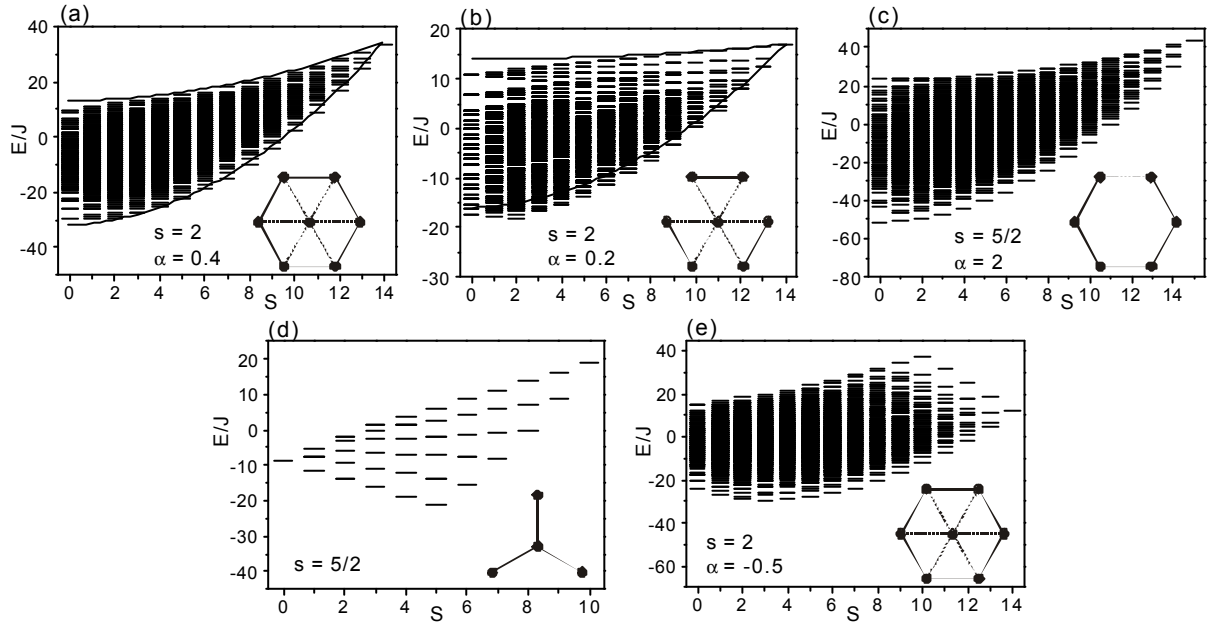 (a)
40
20
0
-20
-40
E/J
0 2 4 6 8 10 12 14
S
s = 2
α = 0.4
(b)
20
10
0
-10
-20
-30
E/J
0 2 4 6 8 10 12 14
S
s = 2
α = 0.2
(c)
40
20
0
-20
-40
-60
-80
E/J
0 2 4 6 8 10 12 14
S
s = 5/2
α = 2
(d)
20
10
0
-10
-20
-30
-40
E/J
0 2 4 6 8 10
S
s = 5/2
(e)
40
20
0
-20
-40
-60
E/J
0 2 4 6 8 10 12 14
S
s = 2
α = -0.5